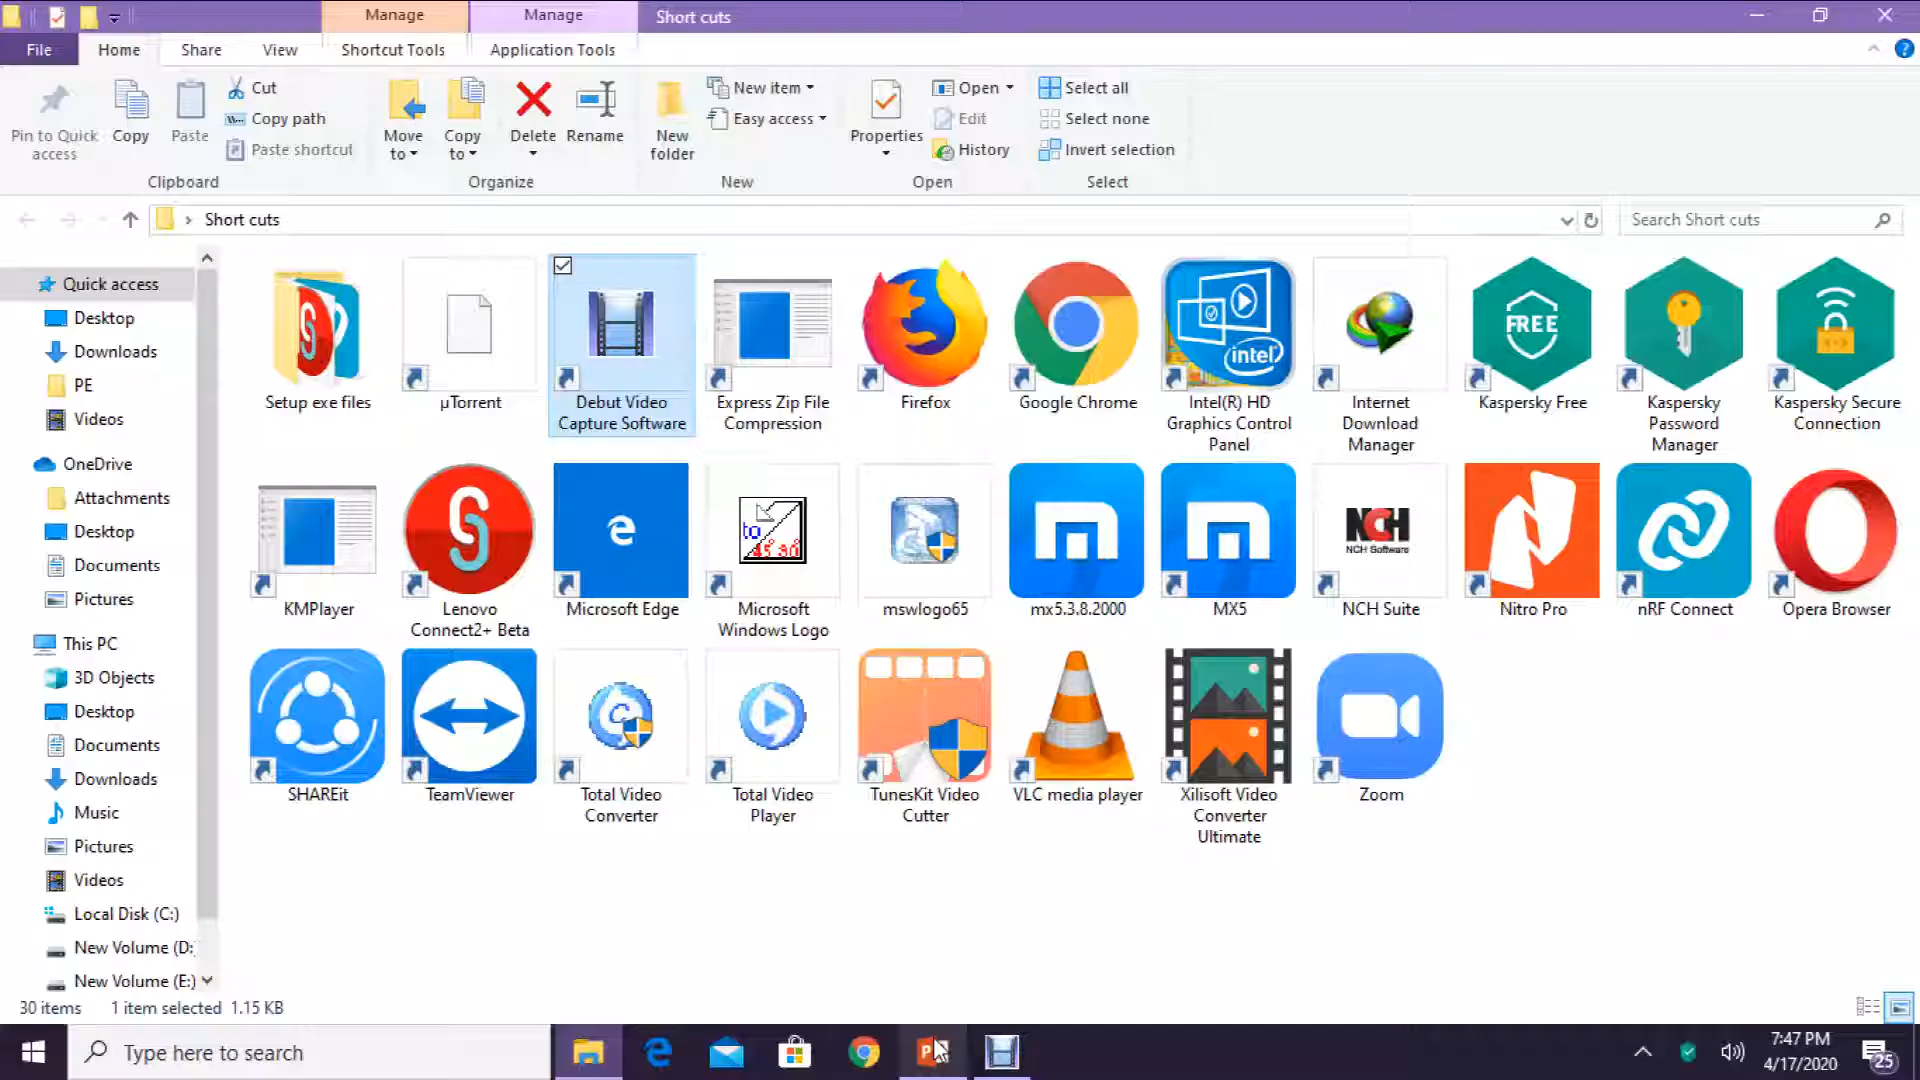 Manage
Manage
Short cuts
File
Home
Share
View
Shortcut Tools
Application Tools
Pin to Quick access
Copy
Paste
Cut
Copy path
Paste shortcut
Clipboard
Move to
Copy to
Delete
Rename
Organize
New folder
New item
Easy access
New
Properties
Open
Edit
History
Open
Select all
Select none
Invert selection
Select
Short cuts
Search Short cuts
Quick access
Desktop
Downloads
PE
Videos
OneDrive
Attachments
Desktop
Documents
Pictures
This PC
3D Objects
Desktop
Documents
Downloads
Music
Pictures
Videos
Local Disk (C:)
New Volume (D:
New Volume (E:)
Setup exe files
µTorrent
Debut Video
Capture Software
Express Zip File
Compression
Firefox
Google Chrome
intel
Intel(R) HD
Graphics Control
Panel
Internet
Download
Manager
FREE
Kaspersky Free
Kaspersky
Password
Manager
Kaspersky Secure
Connection
KMPlayer
Lenovo
Connect2+ Beta
Microsoft Edge
to
45 90
Microsoft
Windows Logo
mswlogo65
mx5.3.8.2000
MX5
NCH
NCH Software
NCH Suite
Nitro Pro
nRF Connect
Opera Browser
SHAREit
TeamViewer
Total Video
Converter
Total Video
Player
TunesKit Video
Cutter
VLC media player
Xilisoft Video
Converter
Ultimate
Zoom
30 items
1 item selected 1.15 KB
Type here to search
7:47 PM
4/17/2020
25